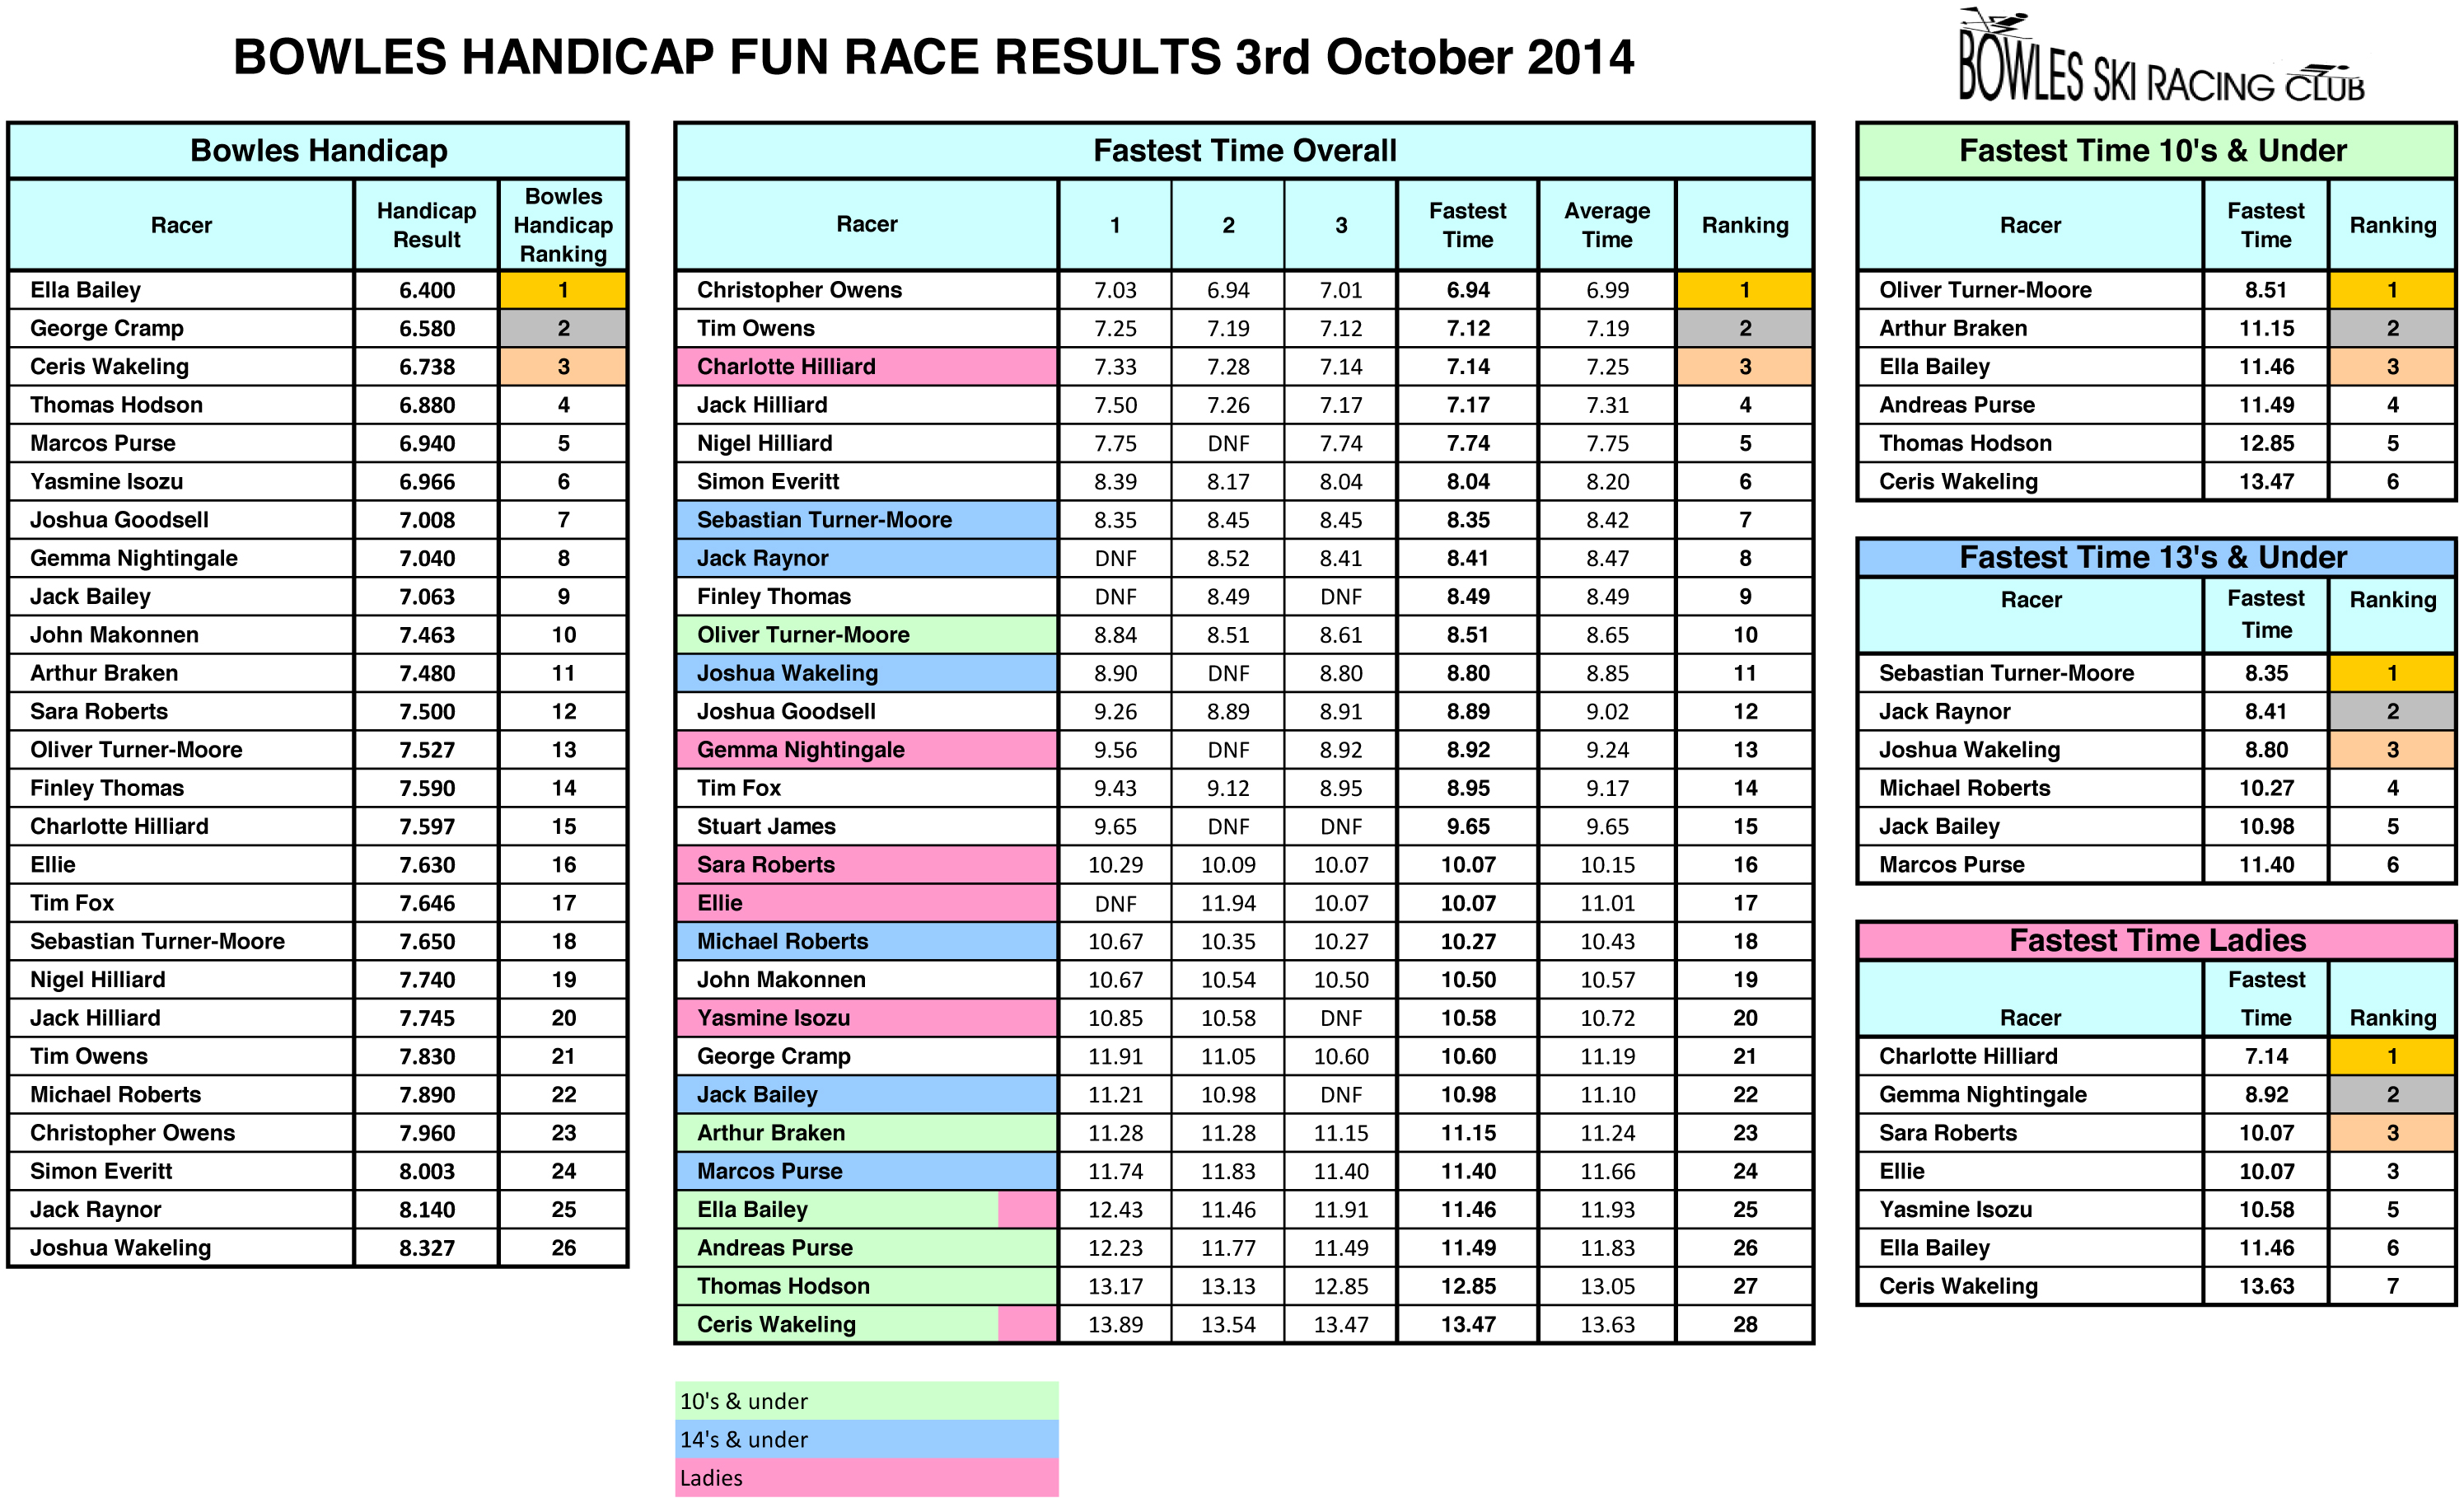 BOWLES HANDICAP FUN RACE RESULTS 3rd October 2014
BOWLES SKI RACING CLUB
Bowles Handicap
Racer Handicap Result Bowles Handicap Ranking
Ella Bailey 6.400 1
George Cramp 6.580 2
Ceris Wakeling 6.738 3
Thomas Hodson 6.880 4
Marcos Purse 6.940 5
Yasmine Isozu 6.966 6
Joshua Goodsell 7.008 7
Gemma Nightingale 7.040 8
Jack Bailey 7.063 9
John Makonnen 7.463 10
Arthur Braken 7.480 11
Sara Roberts 7.500 12
Oliver Turner-Moore 7.527 13
Finley Thomas 7.590 14
Charlotte Hilliard 7.597 15
Ellie 7.630 16
Tim Fox 7.646 17
Sebastian Turner-Moore 7.650 18
Nigel Hilliard 7.740 19
Jack Hilliard 7.745 20
Tim Owens 7.830 21
Michael Roberts 7.890 22
Christopher Owens 7.960 23
Simon Everitt 8.003 24
Jack Raynor 8.140 25
Joshua Wakeling 8.327 26
Fastest Time Overall
Racer 1 2 3 Fastest Time Average Time Ranking
Christopher Owens 7.03 6.94 7.01 6.94 6.99 1
Tim Owens 7.25 7.19 7.12 7.12 7.19 2
Charlotte Hilliard 7.33 7.28 7.14 7.14 7.25 3
Jack Hilliard 7.50 7.26 7.17 7.17 7.31 4
Nigel Hilliard 7.75 DNF 7.74 7.74 7.75 5
Simon Everitt 8.39 8.17 8.04 8.04 8.20 6
Sebastian Turner-Moore 8.35 8.45 8.45 8.35 8.42 7
Jack Raynor DNF 8.52 8.41 8.41 8.47 8
Finley Thomas DNF 8.49 DNF 8.49 8.49 9
Oliver Turner-Moore 8.84 8.51 8.61 8.51 8.65 10
Joshua Wakeling 8.90 DNF 8.80 8.80 8.85 11
Joshua Goodsell 9.26 8.89 8.91 8.89 9.02 12
Gemma Nightingale 9.56 DNF 8.92 8.92 9.24 13
Tim Fox 9.43 9.12 8.95 8.95 9.17 14
Stuart James 9.65 DNF DNF 9.65 9.65 15
Sara Roberts 10.29 10.09 10.07 10.07 10.15 16
Ellie DNF 11.94 10.07 10.07 11.01 17
Michael Roberts 10.67 10.35 10.27 10.27 10.43 18
John Makonnen 10.67 10.54 10.50 10.50 10.57 19
Yasmine Isozu 10.85 10.58 DNF 10.58 10.72 20
George Cramp 11.91 11.05 10.60 10.60 11.19 21
Jack Bailey 11.21 10.98 DNF 10.98 11.10 22
Arthur Braken 11.28 11.28 11.15 11.15 11.24 23
Marcos Purse 11.74 11.83 11.40 11.40 11.66 24
Ella Bailey 12.43 11.46 11.91 11.46 11.93 25
Andreas Purse 12.23 11.77 11.49 11.49 11.83 26
Thomas Hodson 13.17 13.13 12.85 12.85 13.05 27
Ceris Wakeling 13.89 13.54 13.47 13.47 13.63 28
10's & under
14's & under
Ladies
Fastest Time 10's & Under
Racer Fastest Time Ranking
Oliver Turner-Moore 8.51 1
Arthur Braken 11.15 2
Ella Bailey 11.46 3
Andreas Purse 11.49 4
Thomas Hodson 12.85 5
Ceris Wakeling 13.47 6
Fastest Time 13's & Under
Racer Fastest Time Ranking
Sebastian Turner-Moore 8.35 1
Jack Raynor 8.41 2
Joshua Wakeling 8.80 3
Michael Roberts 10.27 4
Jack Bailey 10.98 5
Marcos Purse 11.40 6
Fastest Time Ladies
Racer Fastest Time Ranking
Charlotte Hilliard 7.14 1
Gemma Nightingale 8.92 2
Sara Roberts 10.07 3
Ellie 10.07 3
Yasmine Isozu 10.58 5
Ella Bailey 11.46 6
Ceris Wakeling 13.63 7